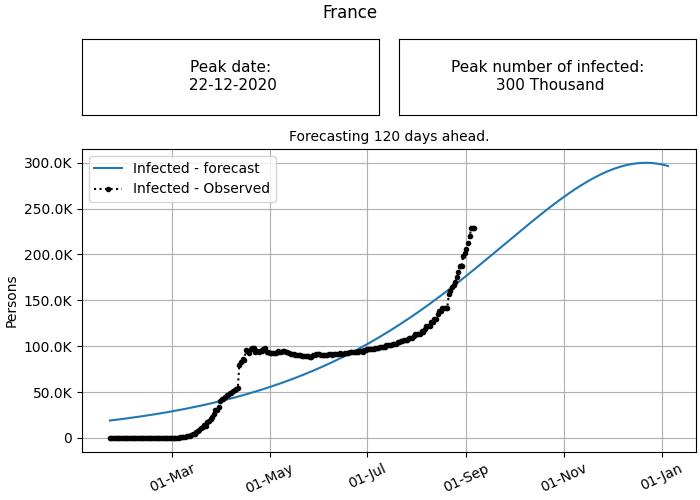 France
Peak date:
22-12-2020
Peak number of infected:
300 Thousand
Forecasting 120 days ahead.
Infected - forecast
Infected - Observed
Persons
300.0K
250.0K
200.0K
150.0K
100.0K
50.0K
0
01-Mar
01-May
01-Jul
01-Sep
01-Nov
01-Jan